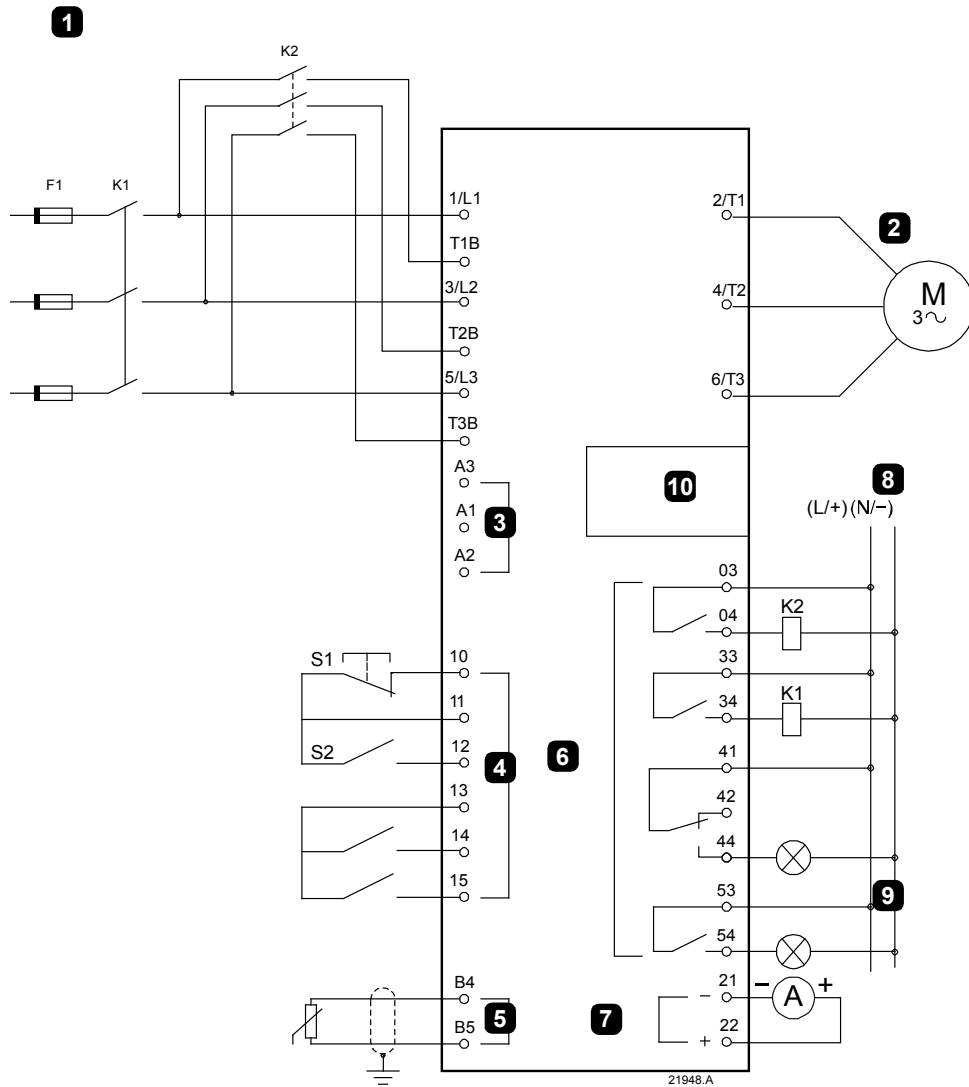 1
K2
F1 K1
1/L1 2/T1
2
T1B
M
3/L2 4/T2
3~
T2B
5/L3 6/T3
T3B
A3
10 8
A1 3 (L/+) (N/−)
A2 03
K2
04
S1 10 33
K1
11 34
S2 12 4 6 41
13 42
14 44
15 53 9
54
B4 21 − A +
5 7 −
B5 + 22
21948.A